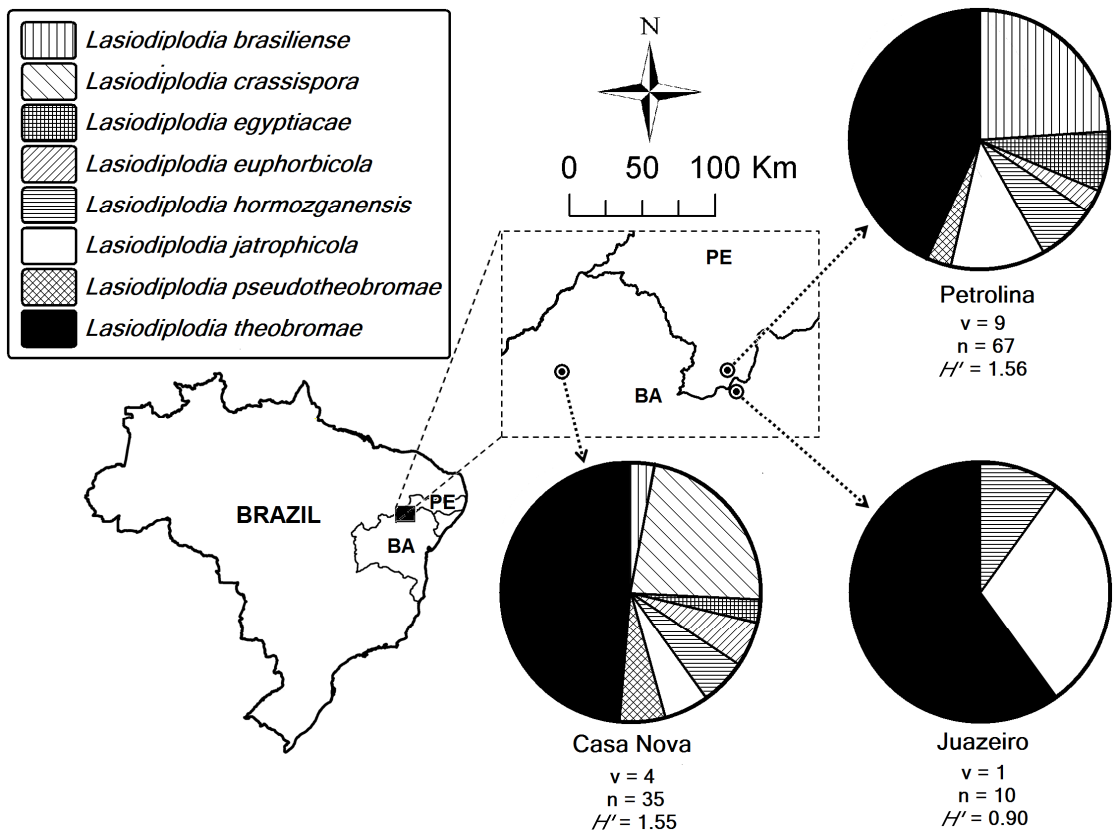 Lasiodiplodia brasiliense
Lasiodiplodia crassispora
Lasiodiplodia egyptiacae
Lasiodiplodia euphorbicola
Lasiodiplodia hormozganensis
Lasiodiplodia jatrophicola
Lasiodiplodia pseudotheobromae
Lasiodiplodia theobromae
N
0 50 100 Km
PE
BA
BRAZIL
PE
BA
Petrolina
v = 9
n = 67
H' = 1.56
Casa Nova
v = 4
n = 35
H' = 1.55
Juazeiro
v = 1
n = 10
H' = 0.90